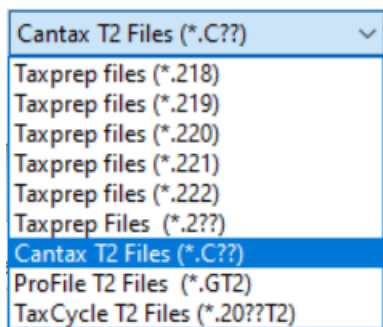 Cantax T2 Files (*.C??)
Taxprep files (*.218)
Taxprep files (*.219)
Taxprep files (*.220)
Taxprep files (*.221)
Taxprep files (*.222)
Taxprep Files  (*.2??)
Cantax T2 Files (*.C??)
ProFile T2 Files  (*.GT2)
TaxCycle T2 Files (*.20??T2)